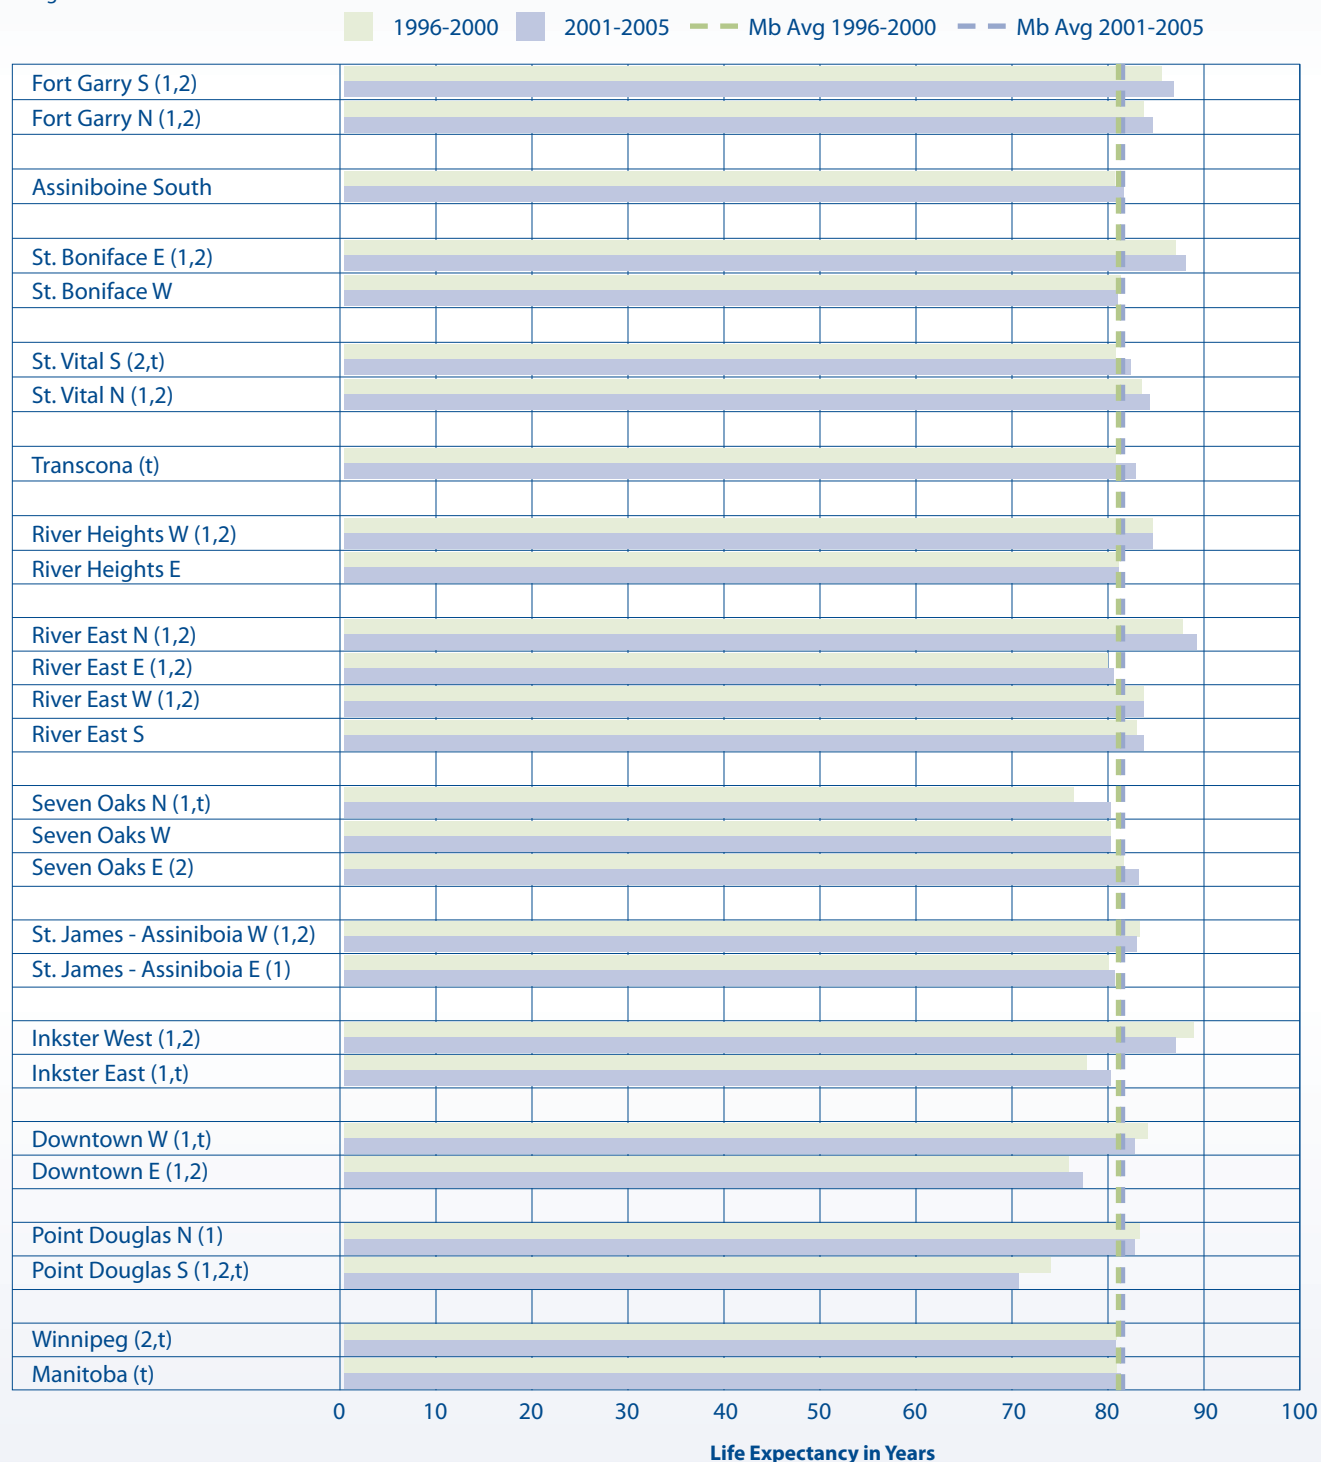 1996-2000 2001-2005 Mb Avg 1996-2000 Mb Avg 2001-2005
Fort Garry S (1,2)
Fort Garry N (1,2)
Assiniboine South
St. Boniface E (1,2)
St. Boniface W
St. Vital S (2,t)
St. Vital N (1,2)
Transcona (t)
River Heights W (1,2)
River Heights E
River East N (1,2)
River East E (1,2)
River East W (1,2)
River East S
Seven Oaks N (1,t)
Seven Oaks W
Seven Oaks E (2)
St. James - Assiniboia W (1,2)
St. James - Assiniboia E (1)
Inkster West (1,2)
Inkster East (1,t)
Downtown W (1,t)
Downtown E (1,2)
Point Douglas N (1)
Point Douglas S (1,2,t)
Winnipeg (2,t)
Manitoba (t)
0 10 20 30 40 50 60 70 80 90 100
Life Expectancy in Years